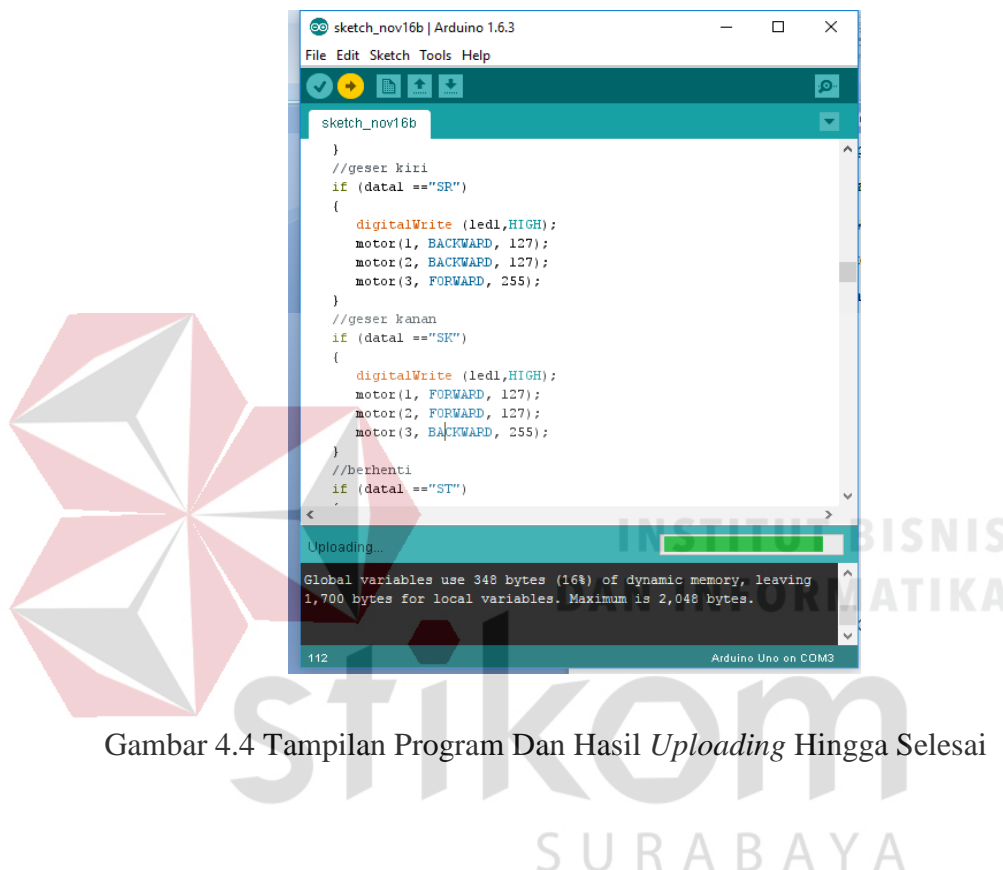 sketch_nov16b | Arduino 1.6.3
File Edit Sketch Tools Help
sketch_nov16b
}
//geser kiri
if (data1 =="SR")
{
digitalWrite (led1,HIGH);
motor(1, BACKWARD, 127);
motor(2, BACKWARD, 127);
motor(3, FORWARD, 255);
}
//geser kanan
if (data1 =="SK")
{
digitalWrite (led1,HIGH);
motor(1, FORWARD, 127);
motor(2, FORWARD, 127);
motor(3, BACKWARD, 255);
}
//berhenti
if (data1 =="ST")
Uploading...
INSTITUT BISNIS
DAN INFORMATIKA
Global variables use 348 bytes (16%) of dynamic memory, leaving
1,700 bytes for local variables. Maximum is 2,048 bytes.
112
Arduino Uno on COM3
stikom
Gambar 4.4 Tampilan Program Dan Hasil Uploading Hingga Selesai
SURABAYA